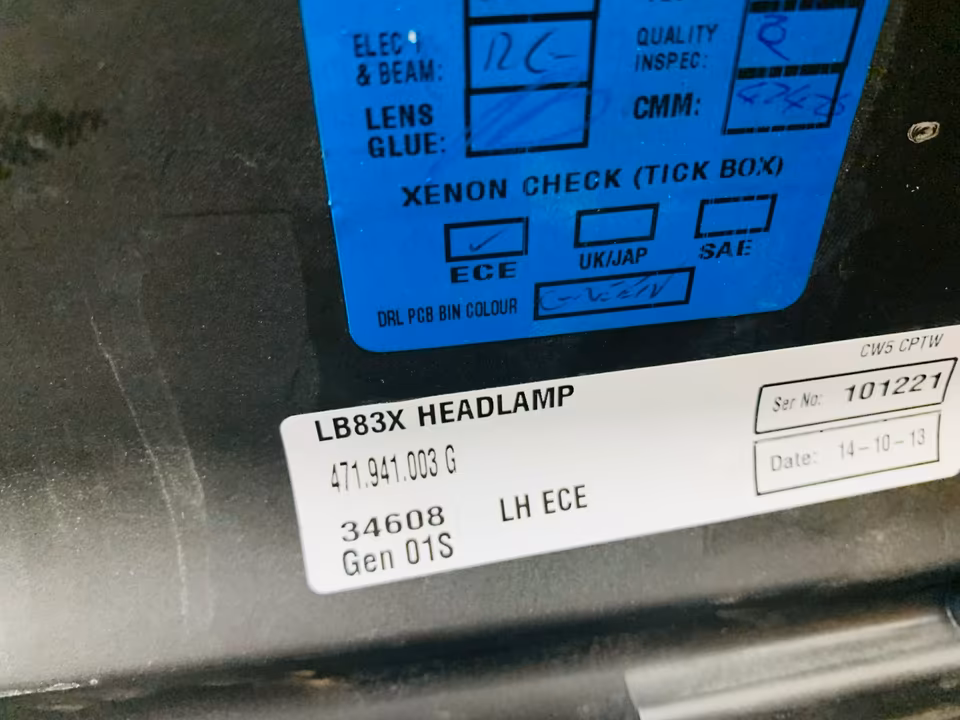 ELEC
& BEAM:
QUALITY
INSPEC:
LENS
GLUE:
CMM:
XENON CHECK (TICK BOX)
ECE
UK/JAP
SAE
DRL PCB BIN COLOUR GREEN
CW5 CPTW
LB83X HEADLAMP
Ser No: 101221
471.941.003 G
Date: 14-10-13
34608 LH ECE
Gen 01S